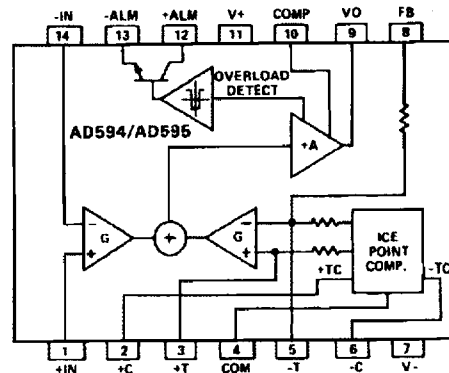 -IN -ALM +ALM V+ COMP VO FB
14 13 12 11 10 9 8
OVERLOAD
DETECT
AD594/AD595
+A
- G +
+
- G +
ICE
POINT
COMP.
+TC -TC
1 2 3 4 5 6 7
+IN +C +T COM -T -C V-